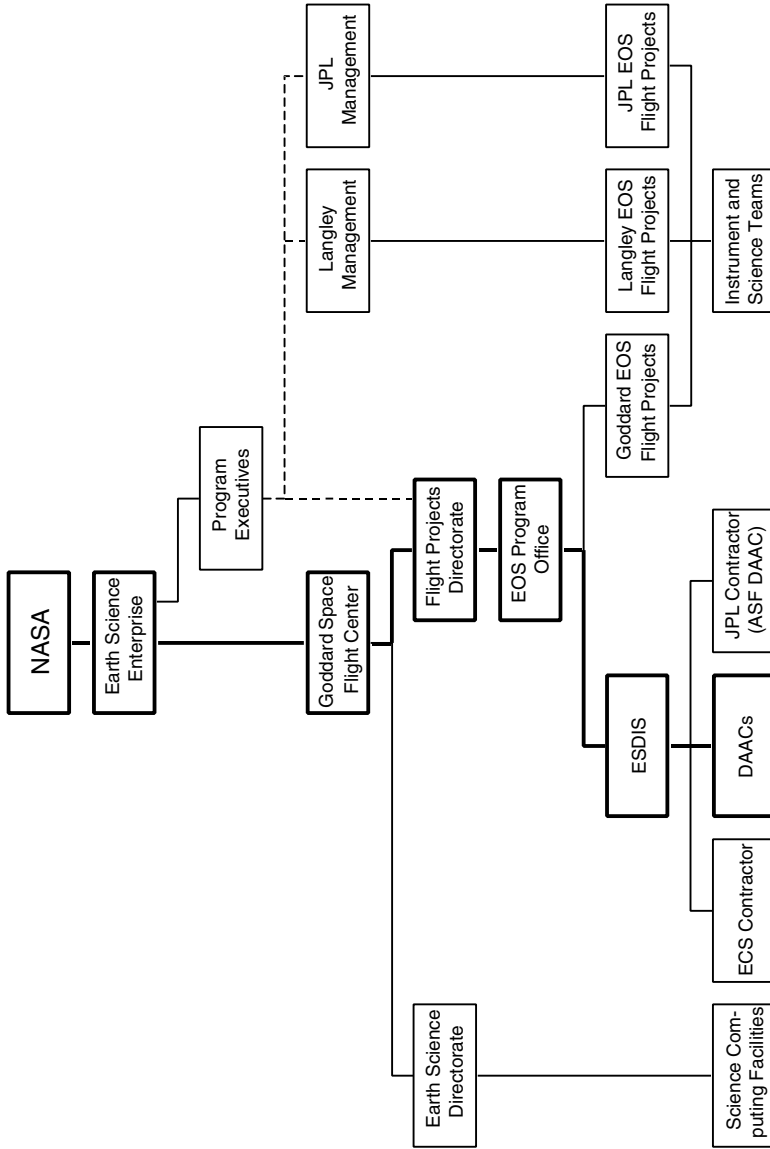 NASA
Earth Science
Enterprise
Program
Executives
Goddard Space
Flight Center
Langley
Management
JPL
Management
Earth Science
Directorate
Flight Projects
Directorate
EOS Program
Office
ESDIS
Goddard EOS
Flight Projects
Langley EOS
Flight Projects
JPL EOS
Flight Projects
Science Com-
puting Facilities
ECS Contractor
DAACs
JPL Contractor
(ASF DAAC)
Instrument and
Science Teams